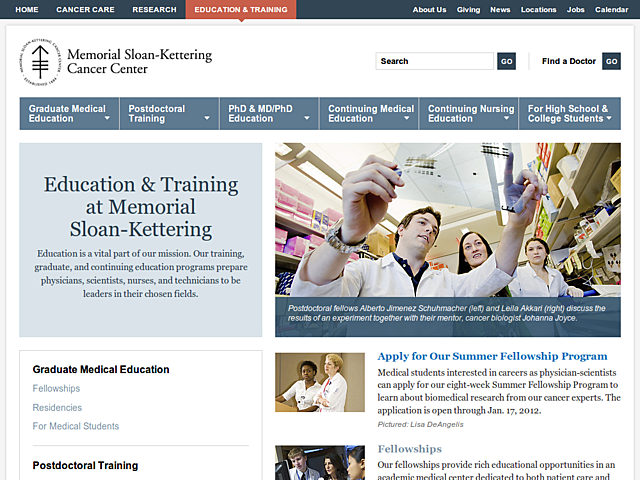 HOME CANCER CARE RESEARCH EDUCATION & TRAINING About Us Giving News Locations Jobs Calendar
Memorial Sloan-Kettering
Cancer Center
Search GO Find a Doctor GO
Graduate Medical
Education
Postdoctoral
Training
PhD & MD/PhD
Education
Continuing Medical
Education
Continuing Nursing
Education
For High School &
College Students
Education & Training
at Memorial
Sloan-Kettering
Education is a vital part of our mission. Our training,
graduate, and continuing education programs prepare
physicians, scientists, nurses, and technicians to be
leaders in their chosen fields.
Postdoctoral fellows Alberto Jimenez Schuhmacher (left) and Leila Akkari (right) discuss the
results of an experiment together with their mentor, cancer biologist Johanna Joyce.
Graduate Medical Education
Fellowships
Residencies
For Medical Students
Postdoctoral Training
Apply for Our Summer Fellowship Program
Medical students interested in careers as physician-scientists
can apply for our eight-week Summer Fellowship Program to
learn about biomedical research from our cancer experts. The
application is open through Jan. 17, 2012.
Pictured: Lisa DeAngelis
Fellowships
Our fellowships provide rich educational opportunities in an
academic medical center dedicated to both patient care and